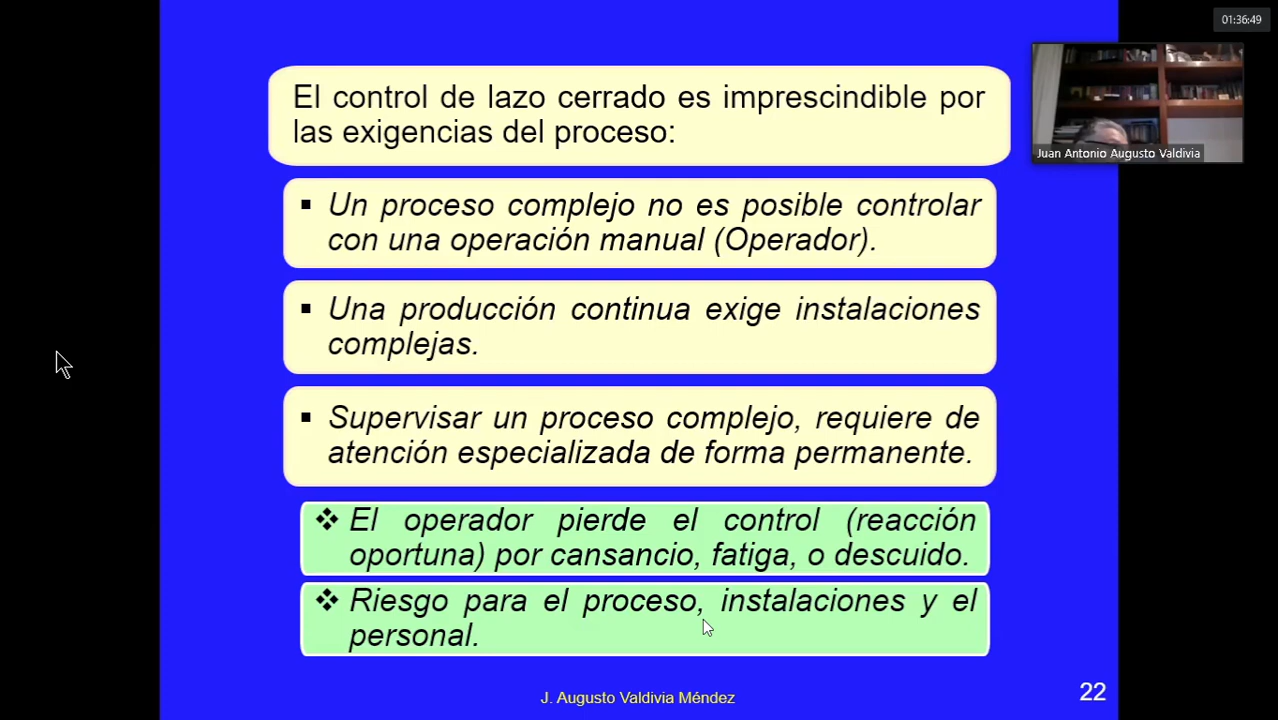 01:36:49
El control de lazo cerrado es imprescindible por
las exigencias del proceso:
Juan Antonio Augusto Valdivia
▪ Un proceso complejo no es posible controlar
con una operación manual (Operador).
▪ Una producción continua exige instalaciones
complejas.
▪ Supervisar un proceso complejo, requiere de
atención especializada de forma permanente.
❖ El operador pierde el control (reacción
oportuna) por cansancio, fatiga, o descuido.
❖ Riesgo para el proceso, instalaciones y el
personal.
J. Augusto Valdivia Méndez
22